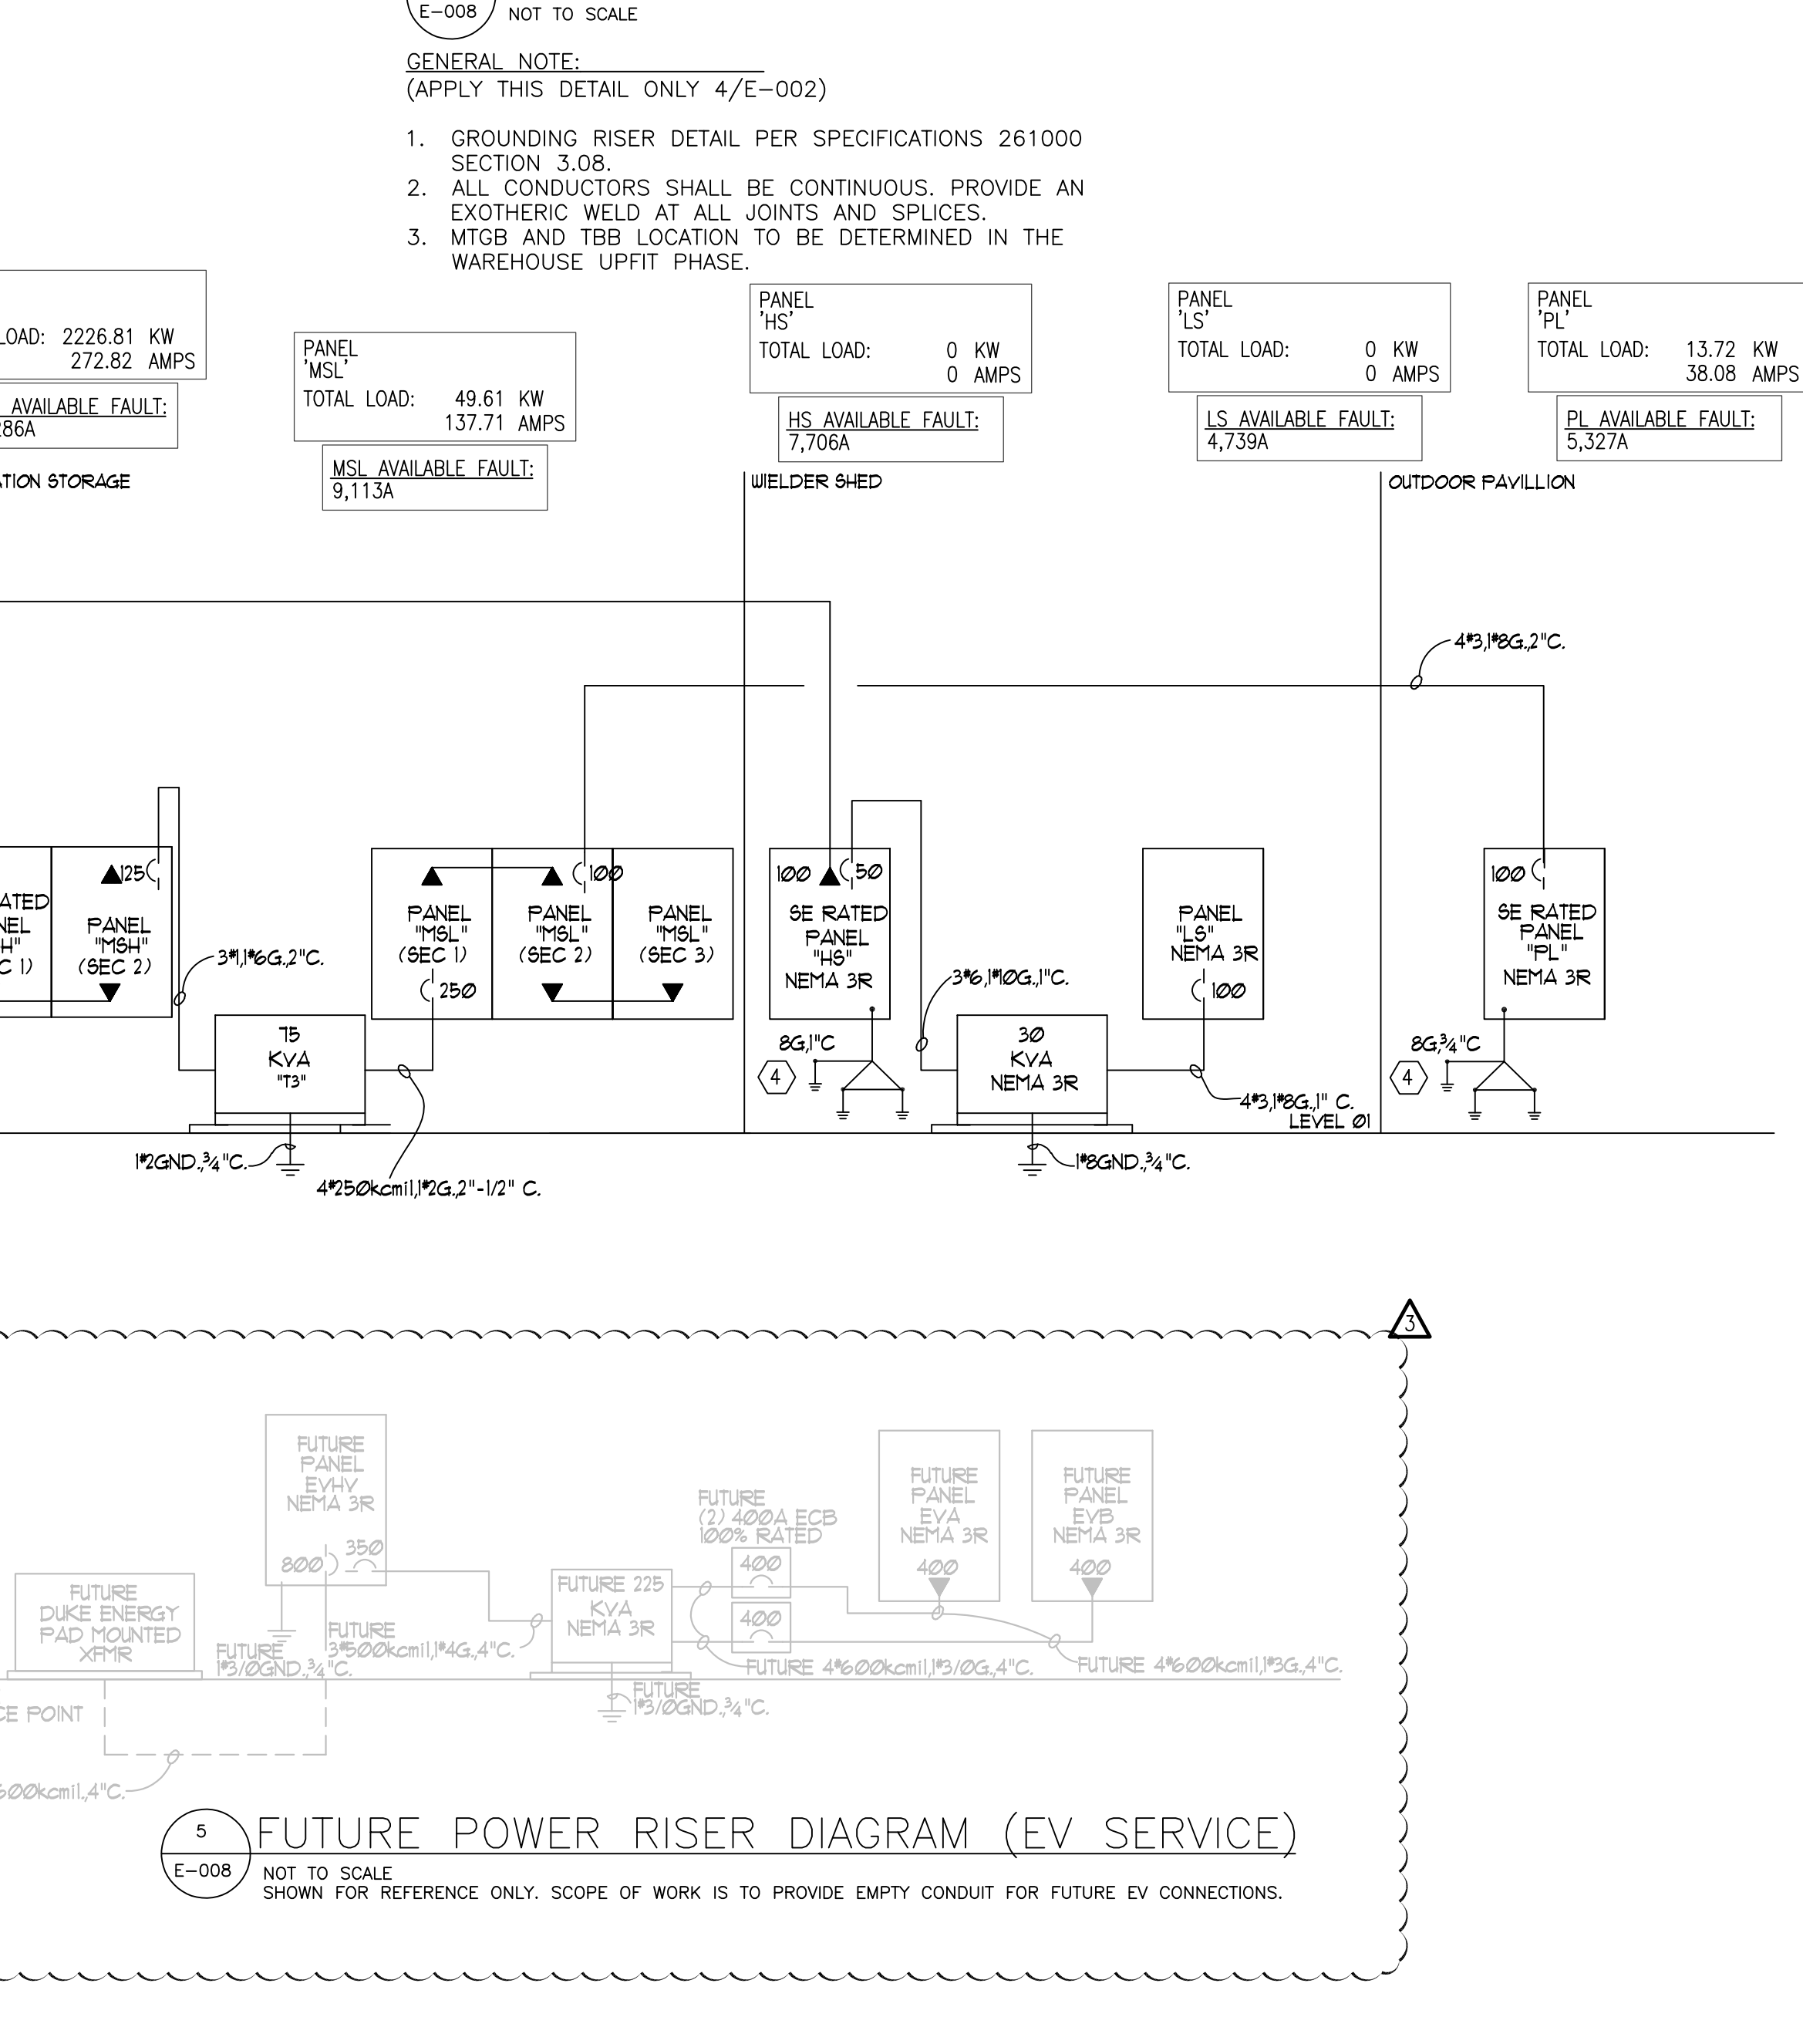 E-008
NOT TO SCALE
GENERAL NOTE:
(APPLY THIS DETAIL ONLY 4/E-002)
1. GROUNDING RISER DETAIL PER SPECIFICATIONS 261000
SECTION 3.08.
2. ALL CONDUCTORS SHALL BE CONTINUOUS. PROVIDE AN
EXOTHERIC WELD AT ALL JOINTS AND SPLICES.
3. MTGB AND TBB LOCATION TO BE DETERMINED IN THE
WAREHOUSE UPFIT PHASE.
OAD: 2226.81 KW
272.82 AMPS
AVAILABLE FAULT:
286A
PANEL
'MSL'
TOTAL LOAD: 49.61 KW
137.71 AMPS
MSL AVAILABLE FAULT:
9,113A
PANEL
'HS'
TOTAL LOAD: 0 KW
0 AMPS
HS AVAILABLE FAULT:
7,706A
PANEL
'LS'
TOTAL LOAD: 0 KW
0 AMPS
LS AVAILABLE FAULT:
4,739A
PANEL
'PL'
TOTAL LOAD: 13.72 KW
38.08 AMPS
PL AVAILABLE FAULT:
5,327A
TION STORAGE
WIELDER SHED
OUTDOOR PAVILLION
4#3,1#8G.,2"C.
ATED
NEL
H"
C 1)
125
PANEL
"MSH"
(SEC 2)
3#1,1#6G.,2"C.
75
KVA
"T3"
1#2GND.,3/4"C.
4#250kcmil,1#2G.,2"-1/2" C.
PANEL
"MSL"
(SEC 1)
250
100
PANEL
"MSL"
(SEC 2)
PANEL
"MSL"
(SEC 3)
100
50
SE RATED
PANEL
"HS"
NEMA 3R
8G,1"C
4
3#6,1#10G.,1"C.
30
KVA
NEMA 3R
1#8GND.,3/4"C.
PANEL
"LS"
NEMA 3R
100
4#3,1#8G.,1" C.
LEVEL 01
100
SE RATED
PANEL
"PL"
NEMA 3R
8G,3/4"C
4
3
FUTURE
PANEL
EVHV
NEMA 3R
800
350
FUTURE
DUKE ENERGY
PAD MOUNTED
XFMR
FUTURE
1#3/0GND.,3/4"C.
FUTURE
3#500kcmil,1#4G.,4"C.
FUTURE 225
KVA
NEMA 3R
FUTURE
1#3/0GND.,3/4"C.
FUTURE
(2) 400A ECB
100% RATED
400
400
FUTURE 4#600kcmil,1#3/0G.,4"C.
FUTURE
PANEL
EVA
NEMA 3R
400
FUTURE
PANEL
EVB
NEMA 3R
400
FUTURE 4#600kcmil,1#3G.,4"C.
CE POINT
600kcmil.,4"C.
5
E-008
FUTURE POWER RISER DIAGRAM (EV SERVICE)
NOT TO SCALE
SHOWN FOR REFERENCE ONLY. SCOPE OF WORK IS TO PROVIDE EMPTY CONDUIT FOR FUTURE EV CONNECTIONS.